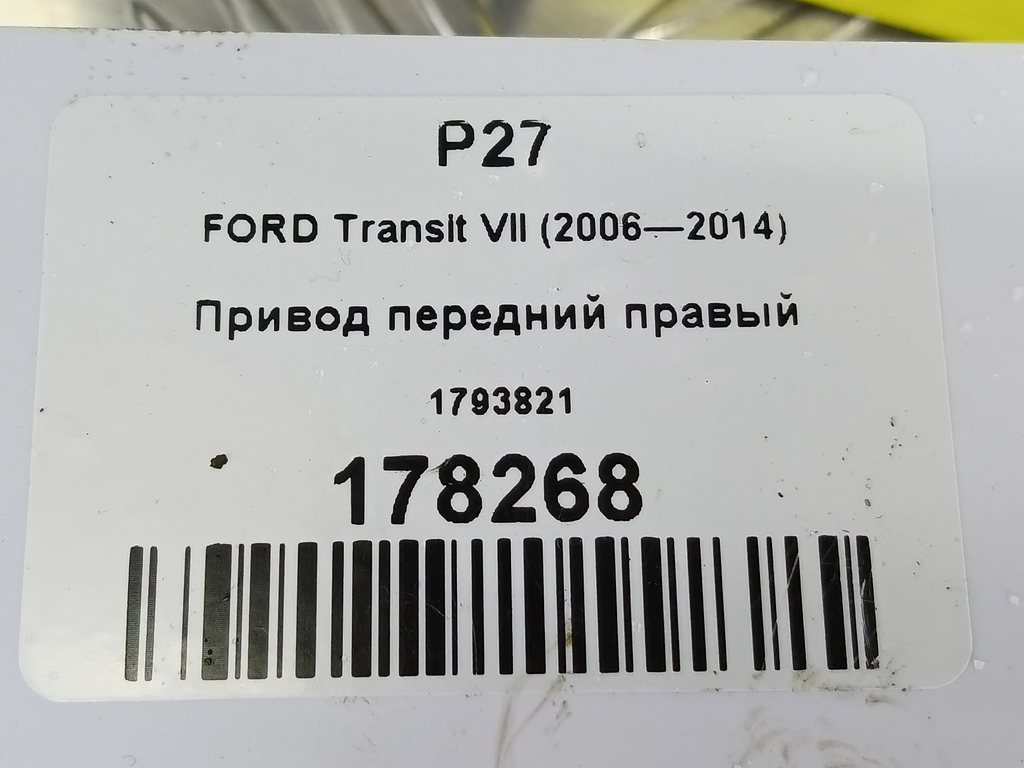 P27
FORD Transit VII (2006—2014)
Привод передний правый
1793821
178268